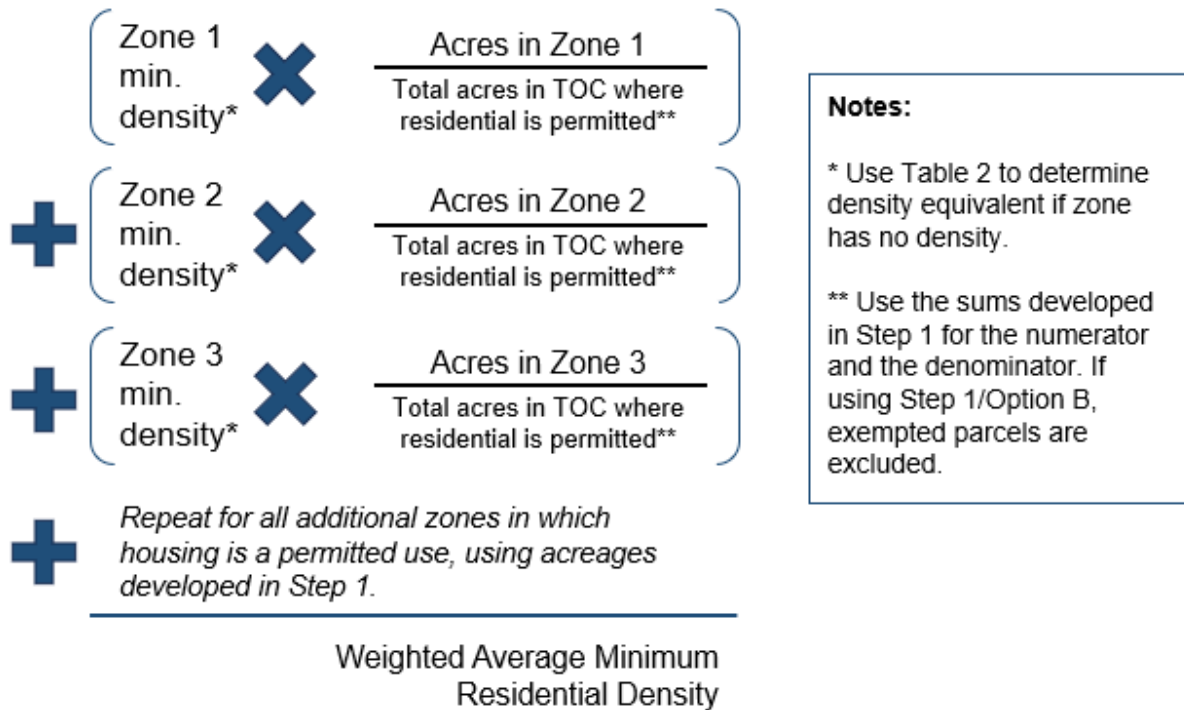 Zone 1
min.
density*
Acres in Zone 1
Total acres in TOC where
residential is permitted**
Zone 2
min.
density*
Acres in Zone 2
Total acres in TOC where
residential is permitted**
Zone 3
min.
density*
Acres in Zone 3
Total acres in TOC where
residential is permitted**
Repeat for all additional zones in which
housing is a permitted use, using acreages
developed in Step 1.
Weighted Average Minimum
Residential Density
Notes:
* Use Table 2 to determine
density equivalent if zone
has no density.
** Use the sums developed
in Step 1 for the numerator
and the denominator. If
using Step 1/Option B,
exempted parcels are
excluded.